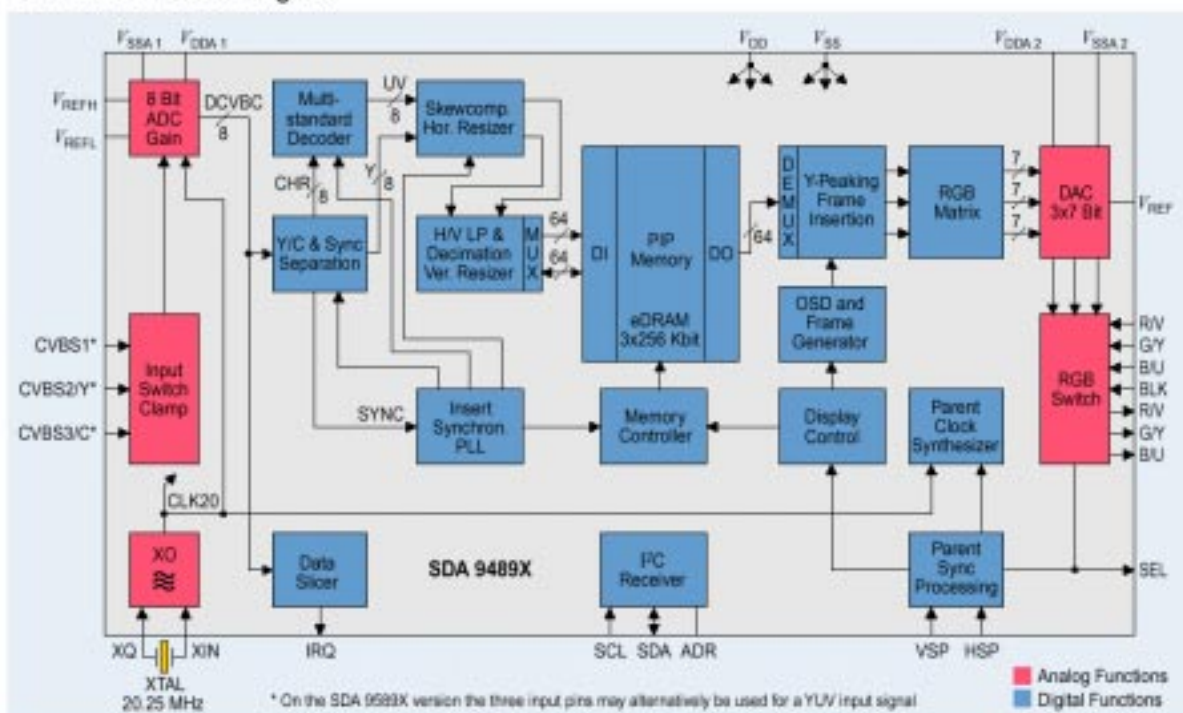 VSSA 1
VDDA 1
VDD
VSS
VDDA 2
VSSA 2
VREFH
VREFL
8 Bit
ADC
Gain
DCVBC
8
Multi-
standard
Decoder
UV
8
Skewcomp.
Hor. Resizer
CHR
8
Y
8
Y/C & Sync
Separation
H/V LP &
Decimation
Ver. Resizer
MUX
64
64
DI
PIP
Memory
eDRAM
3x256 Kbit
DO
64
DEMUX
Y-Peaking
Frame
Insertion
RGB
Matrix
7
7
7
DAC
3x7 Bit
VREF
OSD and
Frame
Generator
CVBS1*
CVBS2/Y*
CVBS3/C*
Input
Switch
Clamp
SYNC
Insert
Synchron.
PLL
Memory
Controller
Display
Control
Parent
Clock
Synthesizer
RGB
Switch
R/V
G/Y
B/U
BLK
R/V
G/Y
B/U
CLK20
XO
Data
Slicer
SDA 9489X
I²C
Receiver
Parent
Sync
Processing
SEL
XQ
XIN
IRQ
SCL SDA ADR
VSP HSP
XTAL
20.25 MHz
* On the SDA 9589X version the three input pins may alternatively be used for a YUV input signal
Analog Functions
Digital Functions